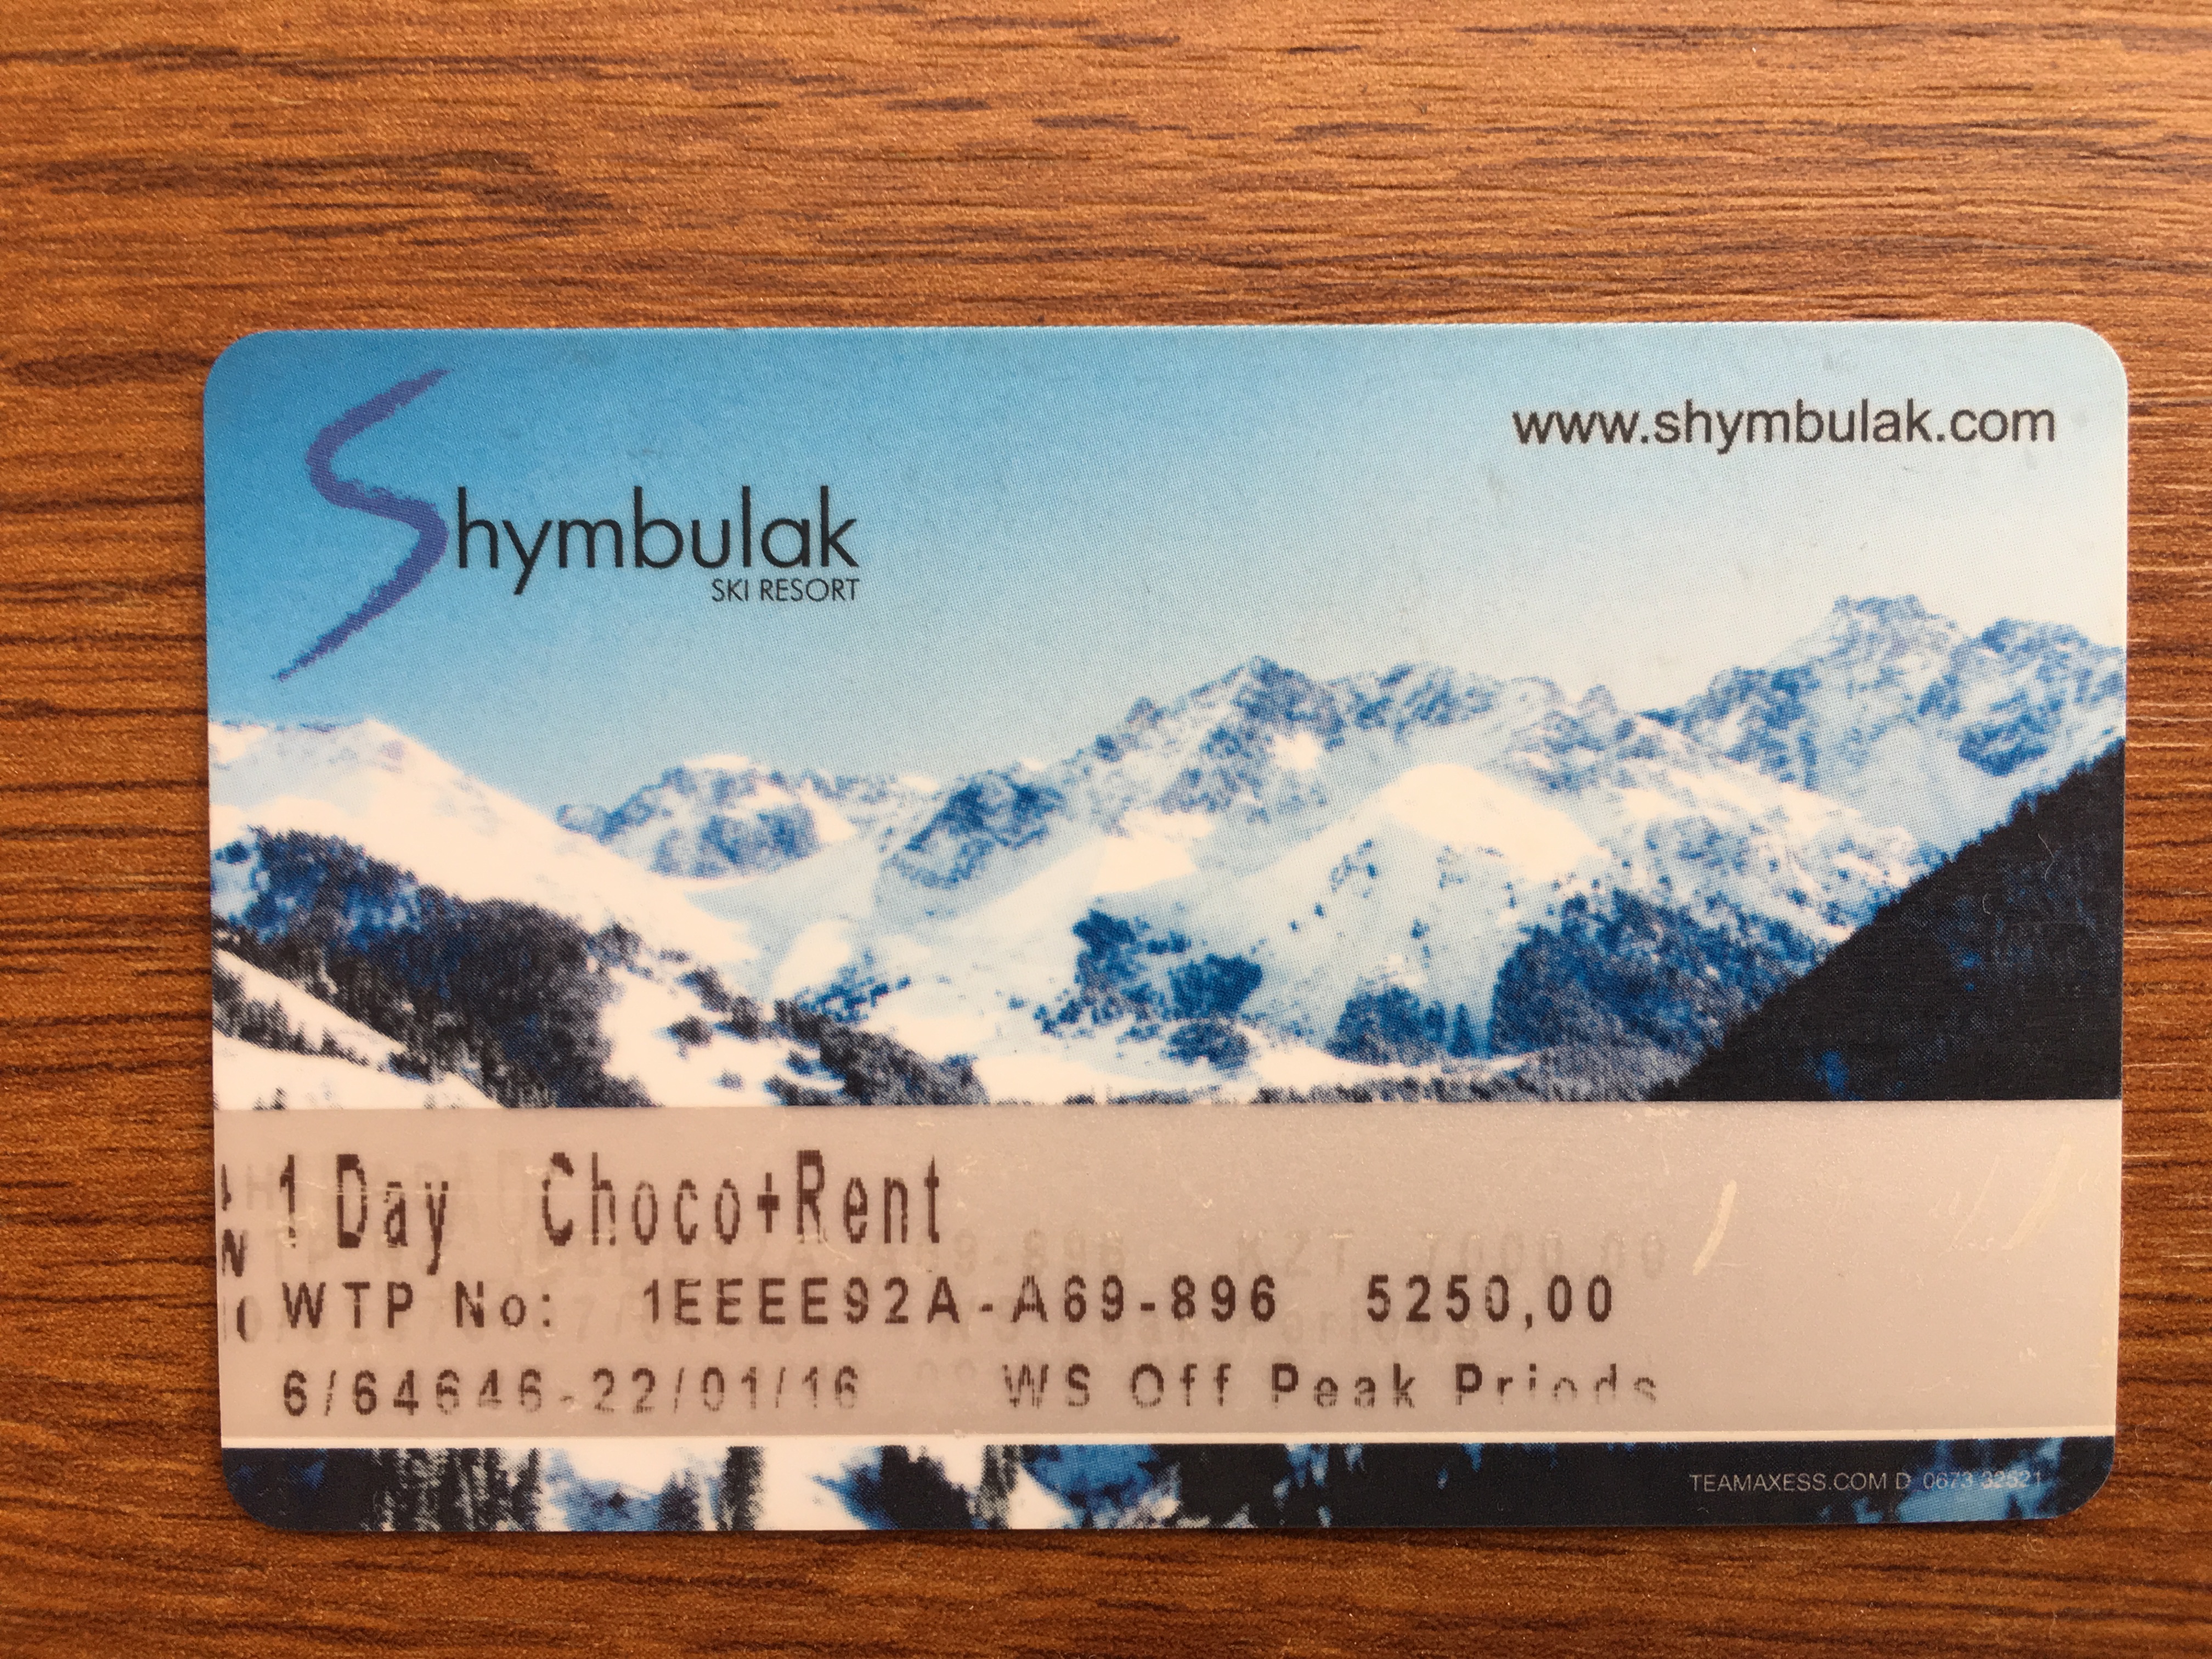 www.shymbulak.com
Shymbulak
SKI RESORT
1 Day Choco+Rent
WTP No: 1EEE92A-A69-896 5250,00
6/64646-22/01/16 WS Off Peak Priods
TEAMAXESS.COM D